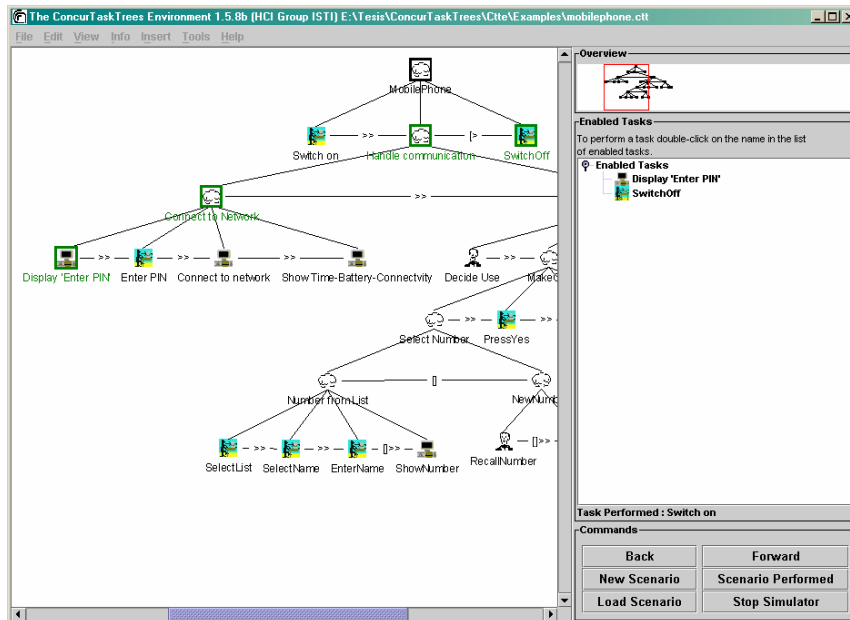 The ConcurTaskTrees Environment 1.5.8b (HCI Group ISTI) E:\Tesis\ConcurTaskTrees\Ctte\Examples\mobilephone.ctt
File Edit View Info Insert Tools Help
MobilePhone
Switch on >> Handle communication [> SwitchOff
Connect to Network >>
Display 'Enter PIN' >> Enter PIN >> Connect to network >> Show Time-Battery-Connectvity
Decide Use >> MakeC
Select Number >> PressYes >>
Number from List [] NewNumb
SelectList >> SelectName >> EnterName []>> ShowNumber
RecallNumber []>>
Overview
Enabled Tasks
To perform a task double-click on the name in the list
of enabled tasks.
Enabled Tasks
Display 'Enter PIN'
SwitchOff
Task Performed : Switch on
Commands
Back Forward
New Scenario Scenario Performed
Load Scenario Stop Simulator